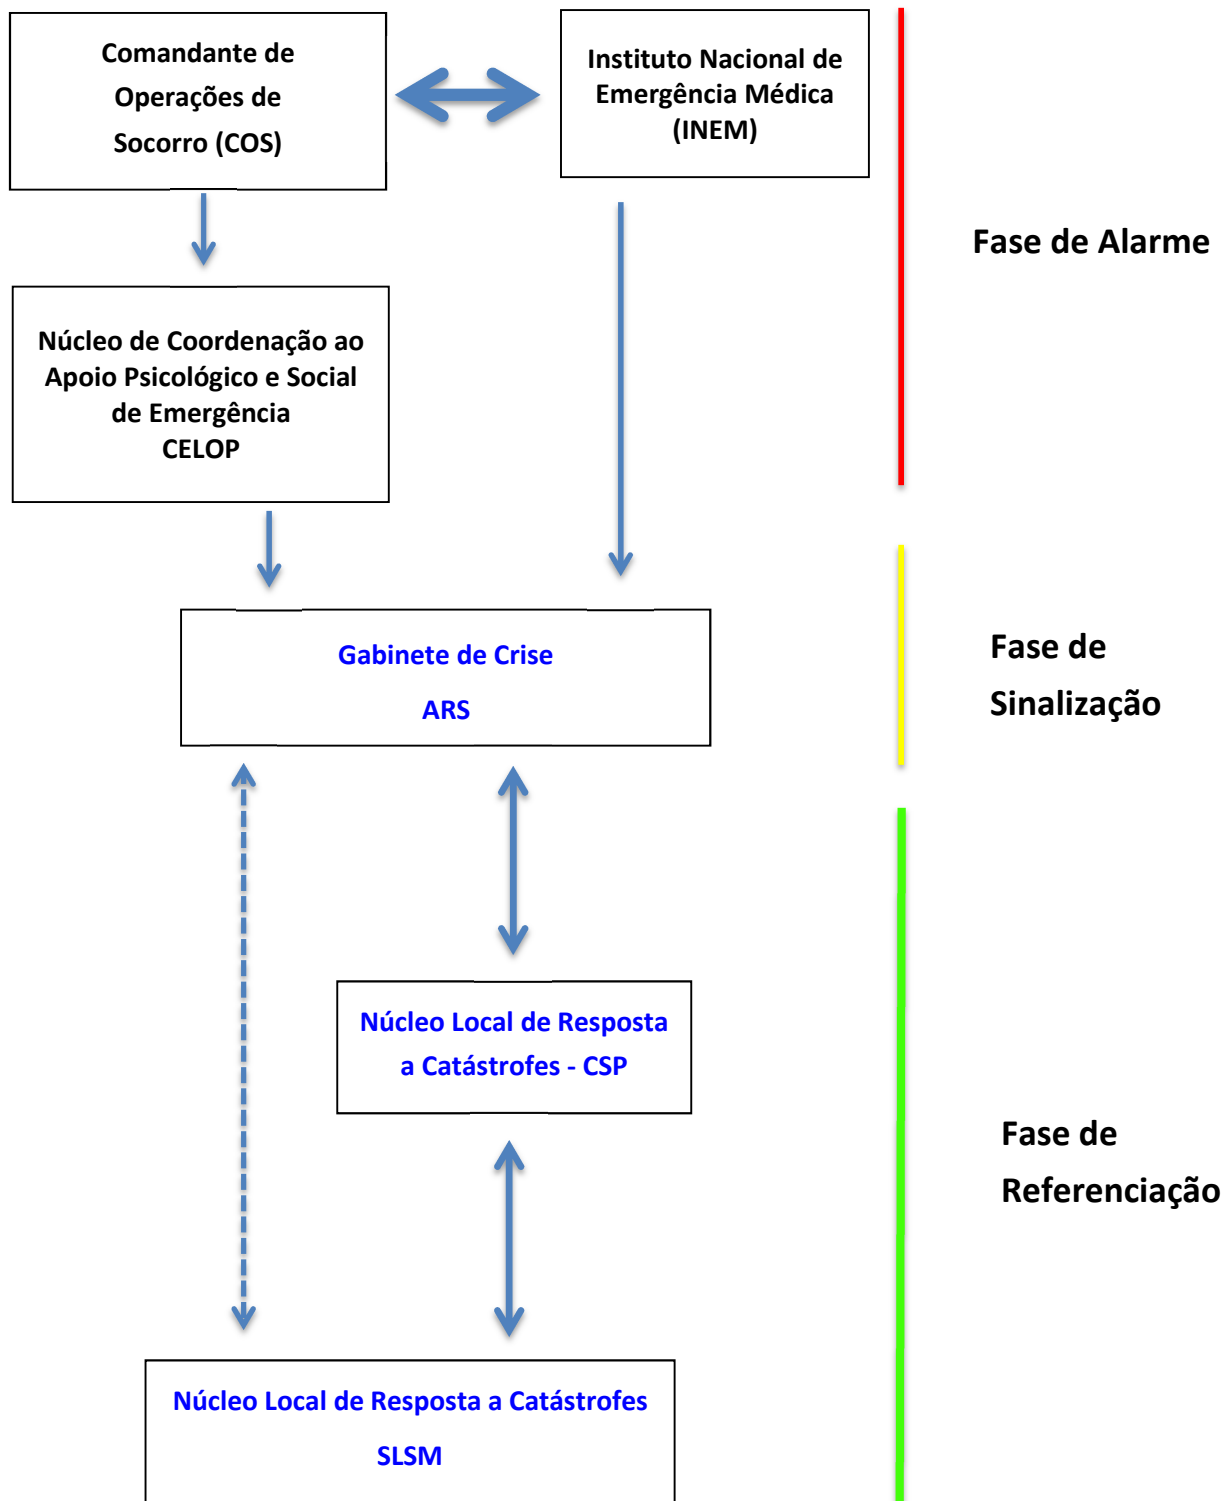 Comandante de
Operações de
Socorro (COS)
Instituto Nacional de
Emergência Médica
(INEM)
Fase de Alarme
Núcleo de Coordenação ao
Apoio Psicológico e Social
de Emergência
CELOP
Gabinete de Crise
ARS
Fase de
Sinalização
Núcleo Local de Resposta
a Catástrofes - CSP
Fase de
Referenciação
Núcleo Local de Resposta a Catástrofes
SLSM